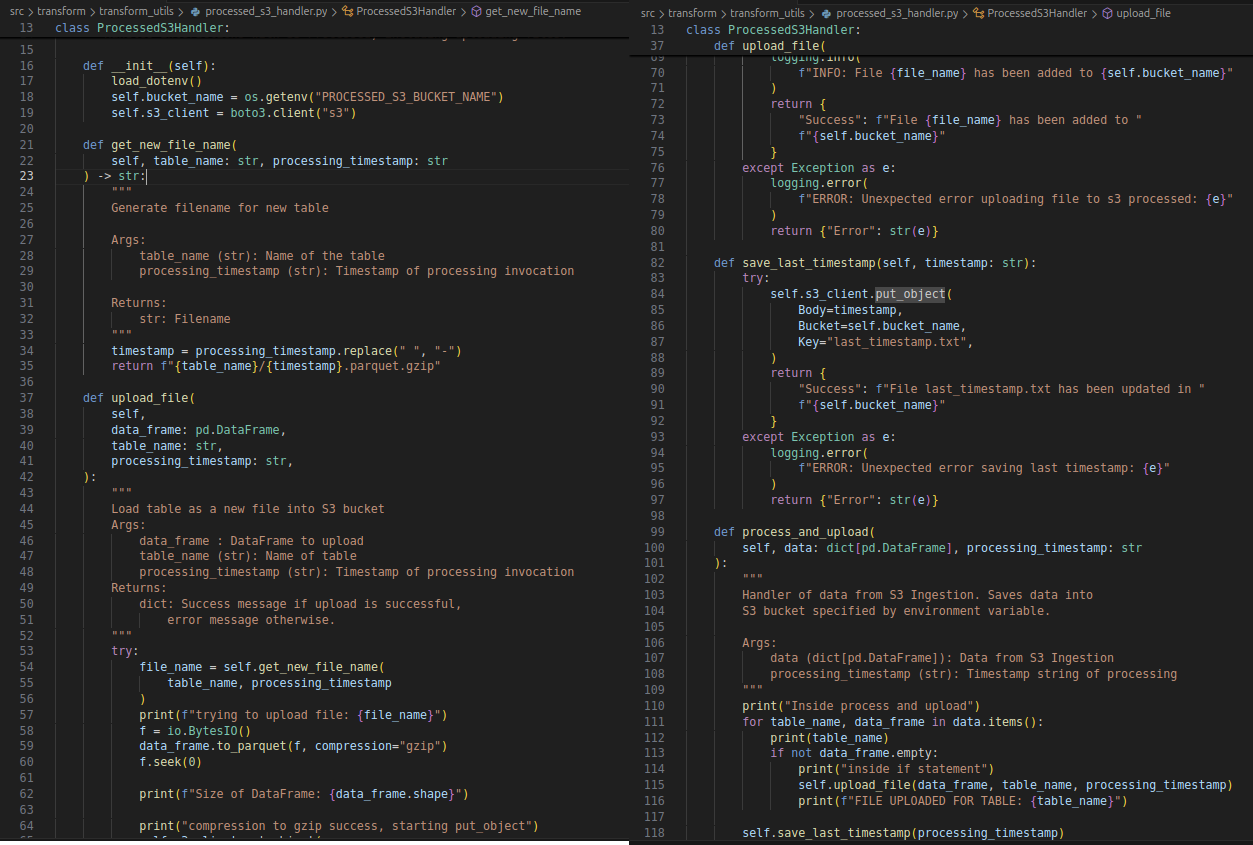 src > transform > transform_utils > processed_s3_handler.py > ProcessedS3Handler > get_new_file_name
13 class ProcessedS3Handler:
15
16     def __init__(self):
17         load_dotenv()
18         self.bucket_name = os.getenv("PROCESSED_S3_BUCKET_NAME")
19         self.s3_client = boto3.client("s3")
20
21     def get_new_file_name(
22         self, table_name: str, processing_timestamp: str
23     ) -> str:
24         """
25         Generate filename for new table
26
27         Args:
28             table_name (str): Name of the table
29             processing_timestamp (str): Timestamp of processing invocation
30
31         Returns:
32             str: Filename
33         """
34         timestamp = processing_timestamp.replace(" ", "-")
35         return f"{table_name}/{timestamp}.parquet.gzip"
36
37     def upload_file(
38         self,
39         data_frame: pd.DataFrame,
40         table_name: str,
41         processing_timestamp: str,
42     ):
43         """
44         Load table as a new file into S3 bucket
45         Args:
46             data_frame : DataFrame to upload
47             table_name (str): Name of table
48             processing_timestamp (str): Timestamp of processing invocation
49         Returns:
50             dict: Success message if upload is successful,
51                 error message otherwise.
52         """
53         try:
54             file_name = self.get_new_file_name(
55                 table_name, processing_timestamp
56             )
57             print(f"trying to upload file: {file_name}")
58             f = io.BytesIO()
59             data_frame.to_parquet(f, compression="gzip")
60             f.seek(0)
61
62             print(f"Size of DataFrame: {data_frame.shape}")
63
64             print("compression to gzip success, starting put_object")
src > transform > transform_utils > processed_s3_handler.py > ProcessedS3Handler > upload_file
13 class ProcessedS3Handler:
37     def upload_file(
69             logging.info(
70                 f"INFO: File {file_name} has been added to {self.bucket_name}"
71             )
72             return {
73                 "Success": f"File {file_name} has been added to "
74                 f"{self.bucket_name}"
75             }
76         except Exception as e:
77             logging.error(
78                 f"ERROR: Unexpected error uploading file to s3 processed: {e}"
79             )
80             return {"Error": str(e)}
81
82     def save_last_timestamp(self, timestamp: str):
83         try:
84             self.s3_client.put_object(
85                 Body=timestamp,
86                 Bucket=self.bucket_name,
87                 Key="last_timestamp.txt",
88             )
89             return {
90                 "Success": f"File last_timestamp.txt has been updated in "
91                 f"{self.bucket_name}"
92             }
93         except Exception as e:
94             logging.error(
95                 f"ERROR: Unexpected error saving last timestamp: {e}"
96             )
97             return {"Error": str(e)}
98
99     def process_and_upload(
100         self, data: dict[pd.DataFrame], processing_timestamp: str
101     ):
102         """
103         Handler of data from S3 Ingestion. Saves data into
104         S3 bucket specified by environment variable.
105
106         Args:
107             data (dict[pd.DataFrame]): Data from S3 Ingestion
108             processing_timestamp (str): Timestamp string of processing
109         """
110         print("Inside process and upload")
111         for table_name, data_frame in data.items():
112             print(table_name)
113             if not data_frame.empty:
114                 print("inside if statement")
115                 self.upload_file(data_frame, table_name, processing_timestamp)
116                 print(f"FILE UPLOADED FOR TABLE: {table_name}")
117
118         self.save_last_timestamp(processing_timestamp)